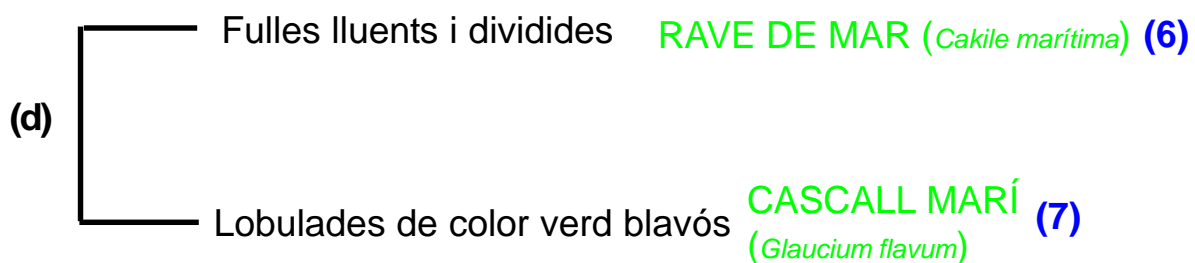 Fulles lluents i dividides RAVE DE MAR (Cakile marítima) (6)
(d)
Lobulades de color verd blavós CASCALL MARÍ (7)
(Glaucium flavum)